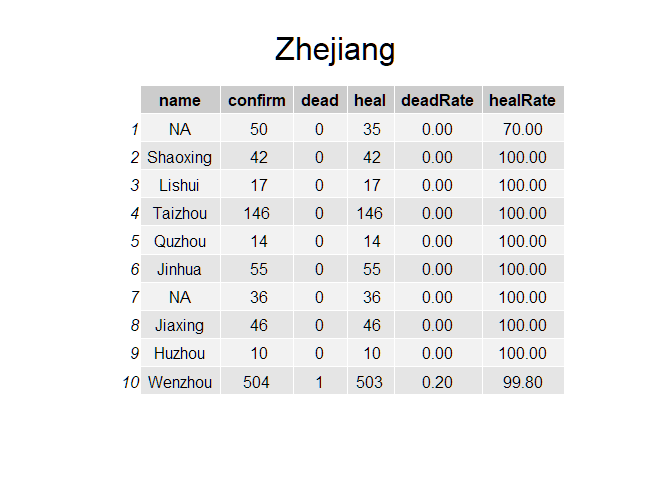 Zhejiang
name confirm dead heal deadRate healRate
1 NA 50 0 35 0.00 70.00
2 Shaoxing 42 0 42 0.00 100.00
3 Lishui 17 0 17 0.00 100.00
4 Taizhou 146 0 146 0.00 100.00
5 Quzhou 14 0 14 0.00 100.00
6 Jinhua 55 0 55 0.00 100.00
7 NA 36 0 36 0.00 100.00
8 Jiaxing 46 0 46 0.00 100.00
9 Huzhou 10 0 10 0.00 100.00
10 Wenzhou 504 1 503 0.20 99.80